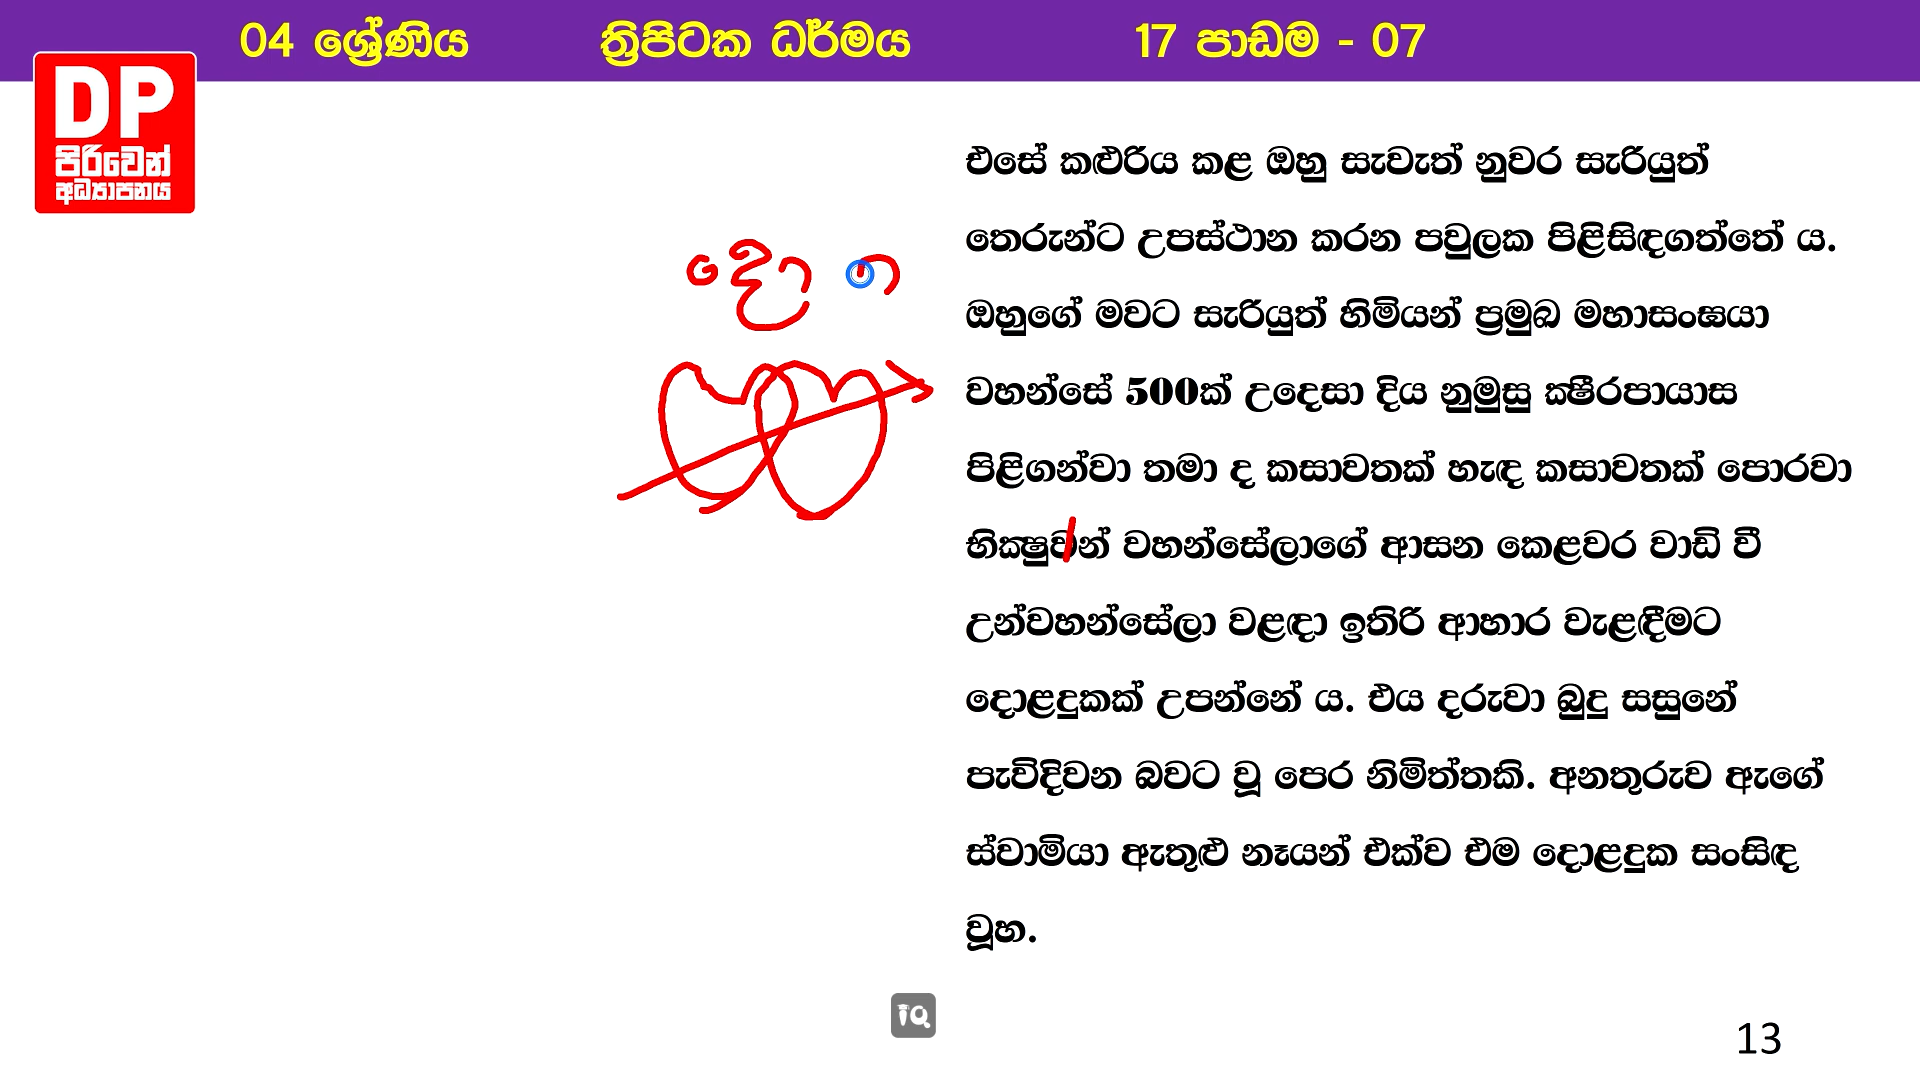 04 ශ්‍රේණිය ත්‍රිපිටක ධර්මය 17 පාඩම - 07
DP
පිරිවෙන්
අධ්‍යාපනය
එසේ කළුරිය කළ ඔහු සැවැත් නුවර සැරියුත්
තෙරුන්ට උපස්ථාන කරන පවුලක පිළිසිඳගත්තේ ය.
ඔහුගේ මවට සැරියුත් හිමියන් ප්‍රමුඛ මහාසංඝයා
වහන්සේ 500ක් උදෙසා දිය නුමුසු ක්‍ෂීරපායාස
පිළිගන්වා තමා ද කසාවතක් හැඳ කසාවතක් පොරවා
භික්‍ෂුවන් වහන්සේලාගේ ආසන කෙළවර වාඩි වී
උන්වහන්සේලා වළඳා ඉතිරි ආහාර වැළඳීමට
දොළදුකක් උපන්නේ ය. එය දරුවා බුදු සසුනේ
පැවිදිවන බවට වූ පෙර නිමිත්තකි. අනතුරුව ඇගේ
ස්වාමියා ඇතුළු නෑයන් එක්ව එම දොළදුක සංසිඳ
වූහ.
iQ
13